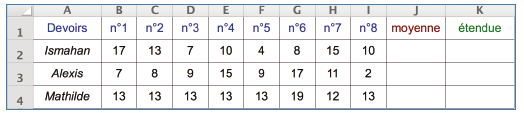 A B C D E F G H I J K
1 Devoirs n°1 n°2 n°3 n°4 n°5 n°6 n°7 n°8 moyenne étendue
2 Ismahan 17 13 7 10 4 8 15 10
3 Alexis 7 8 9 15 9 17 11 2
4 Mathilde 13 13 13 13 13 19 12 13